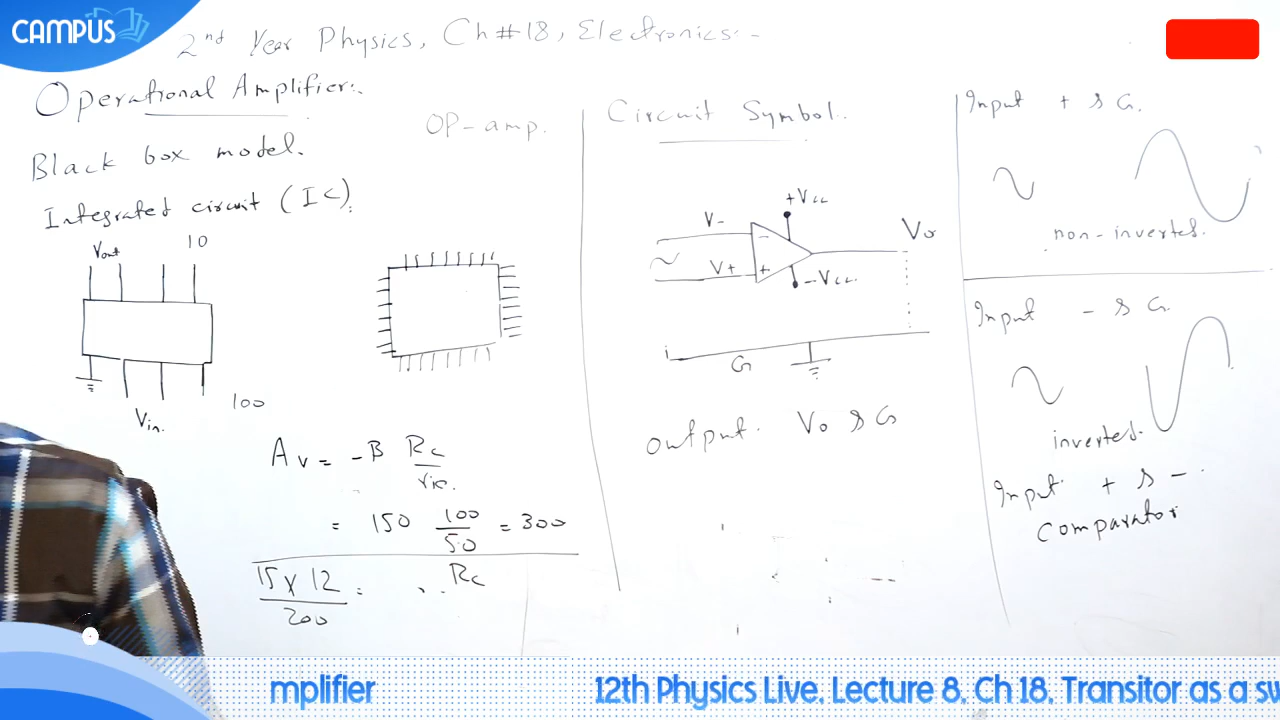 CAMPUS
2nd Year Physics, Ch#18, Electronics:-
Operational Amplifier:.
OP-amp.
Black box model.
Integrated circuit (IC).
Vout
10
Vin.
100
Av = -B Rc
rie.
= 150 100 = 300
50
15 x 12 = Rc
200
Circuit Symbol.
+Vcc
V-
-
Vo
V+
+
-Vcc.
G
output. Vo & G
Input + & G.
non-inverted.
Input - & G.
inverted.
Input + & -
Comparator
mplifier
12th Physics Live, Lecture 8, Ch 18, Transitor as a sw